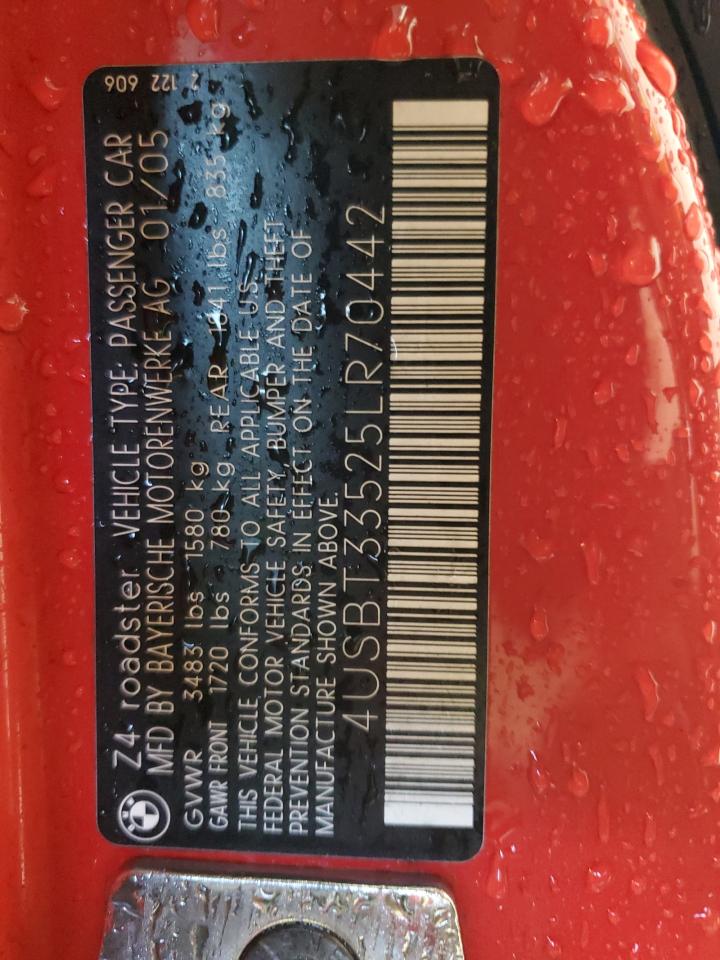 Z4 roadster VEHICLE TYPE: PASSENGER CAR 2 122 606
MFD BY BAYERISCHE MOTORENWERKE AG 01/05
GVWR 3483 lbs 1580 kg
GAWR FRONT 1720 lbs 780 kg REAR 1841 lbs 835 kg
THIS VEHICLE CONFORMS TO ALL APPLICABLE US
FEDERAL MOTOR VEHICLE SAFETY, BUMPER AND THEFT
PREVENTION STANDARDS IN EFFECT ON THE DATE OF
MANUFACTURE SHOWN ABOVE.
4USBT33525LR70442